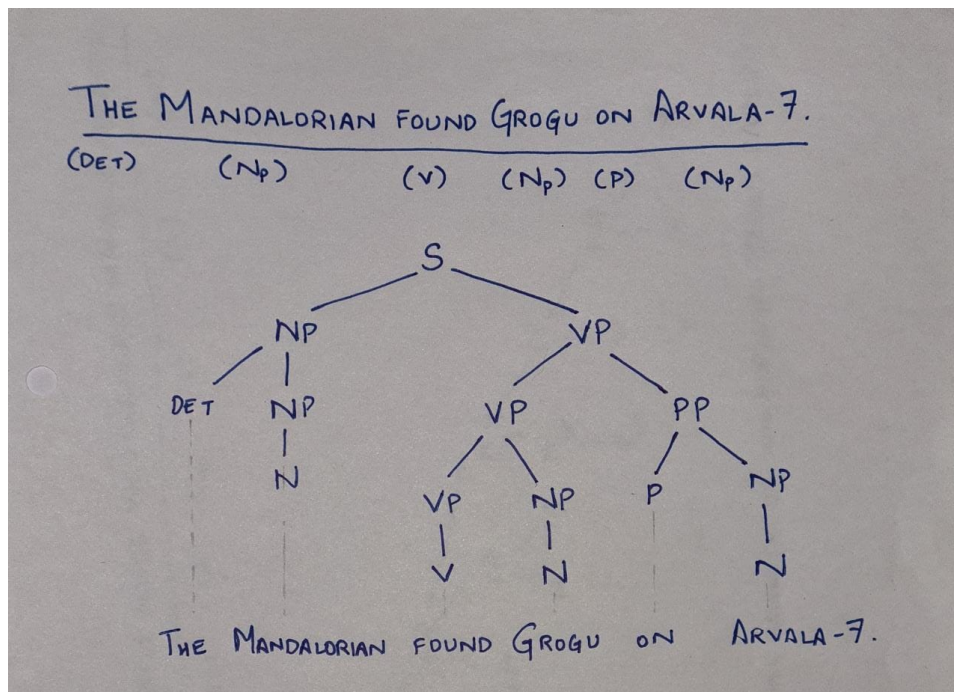 THE MANDALORIAN FOUND GROGU ON ARVALA-7.
(DET) (Np) (V) (Np) (P) (Np)
S
NP VP
DET NP VP PP
N VP NP P NP
V N N
THE MANDALORIAN FOUND GROGU ON ARVALA-7.